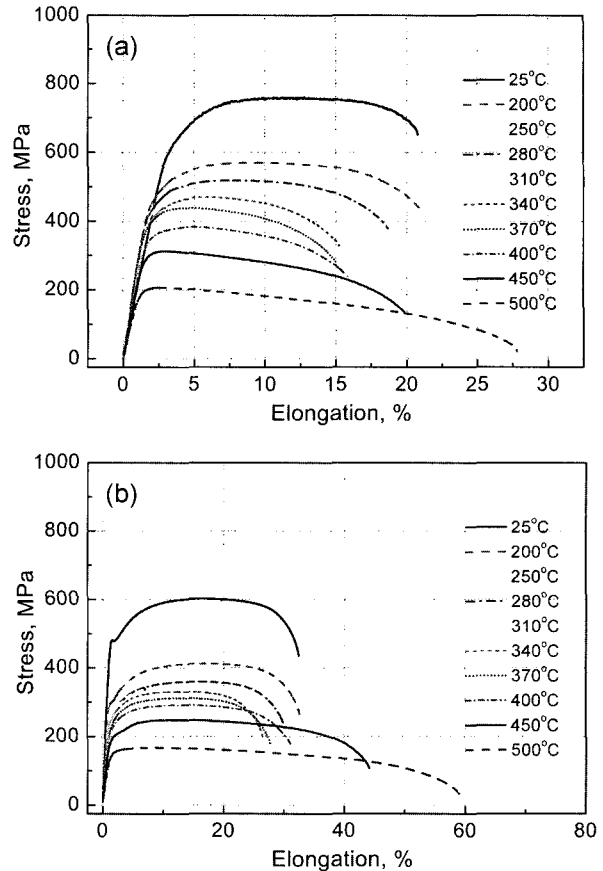 (a)
1000
800
600
400
200
0
Stress, MPa
25°C
200°C
250°C
280°C
310°C
340°C
370°C
400°C
450°C
500°C
0 5 10 15 20 25 30
Elongation, %
(b)
1000
800
600
400
200
0
Stress, MPa
25°C
200°C
250°C
280°C
310°C
340°C
370°C
400°C
450°C
500°C
0 20 40 60 80
Elongation, %